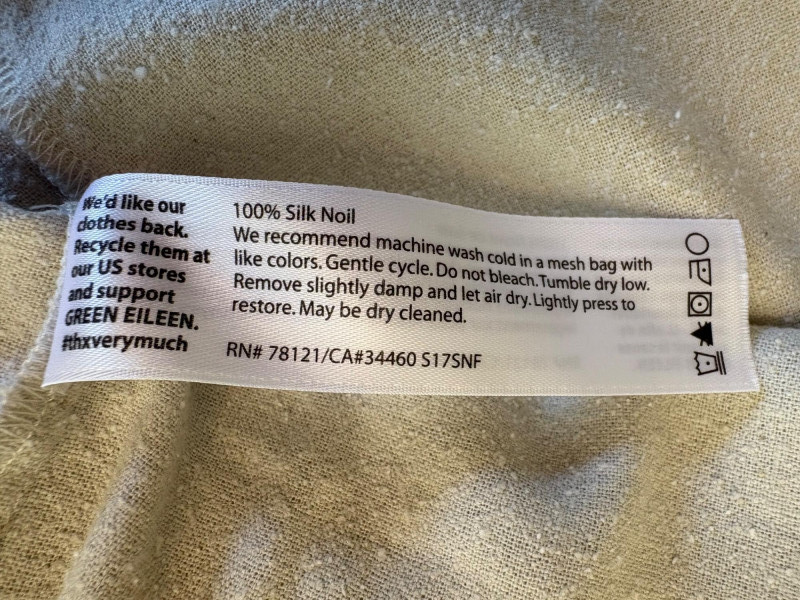 We'd like our
clothes back.
Recycle them at
our US stores
and support
GREEN EILEEN.
#thxverymuch
100% Silk Noil
We recommend machine wash cold in a mesh bag with
like colors. Gentle cycle. Do not bleach. Tumble dry low.
Remove slightly damp and let air dry. Lightly press to
restore. May be dry cleaned.
RN# 78121/CA#34460 S17SNF